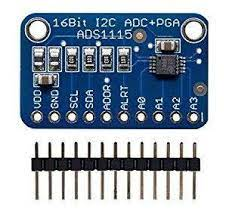 16Bit I2C ADC+PGA
ADS1115
VDD
GND
SCL
SDA
ADDR
ALRT
A0
A1
A2
A3